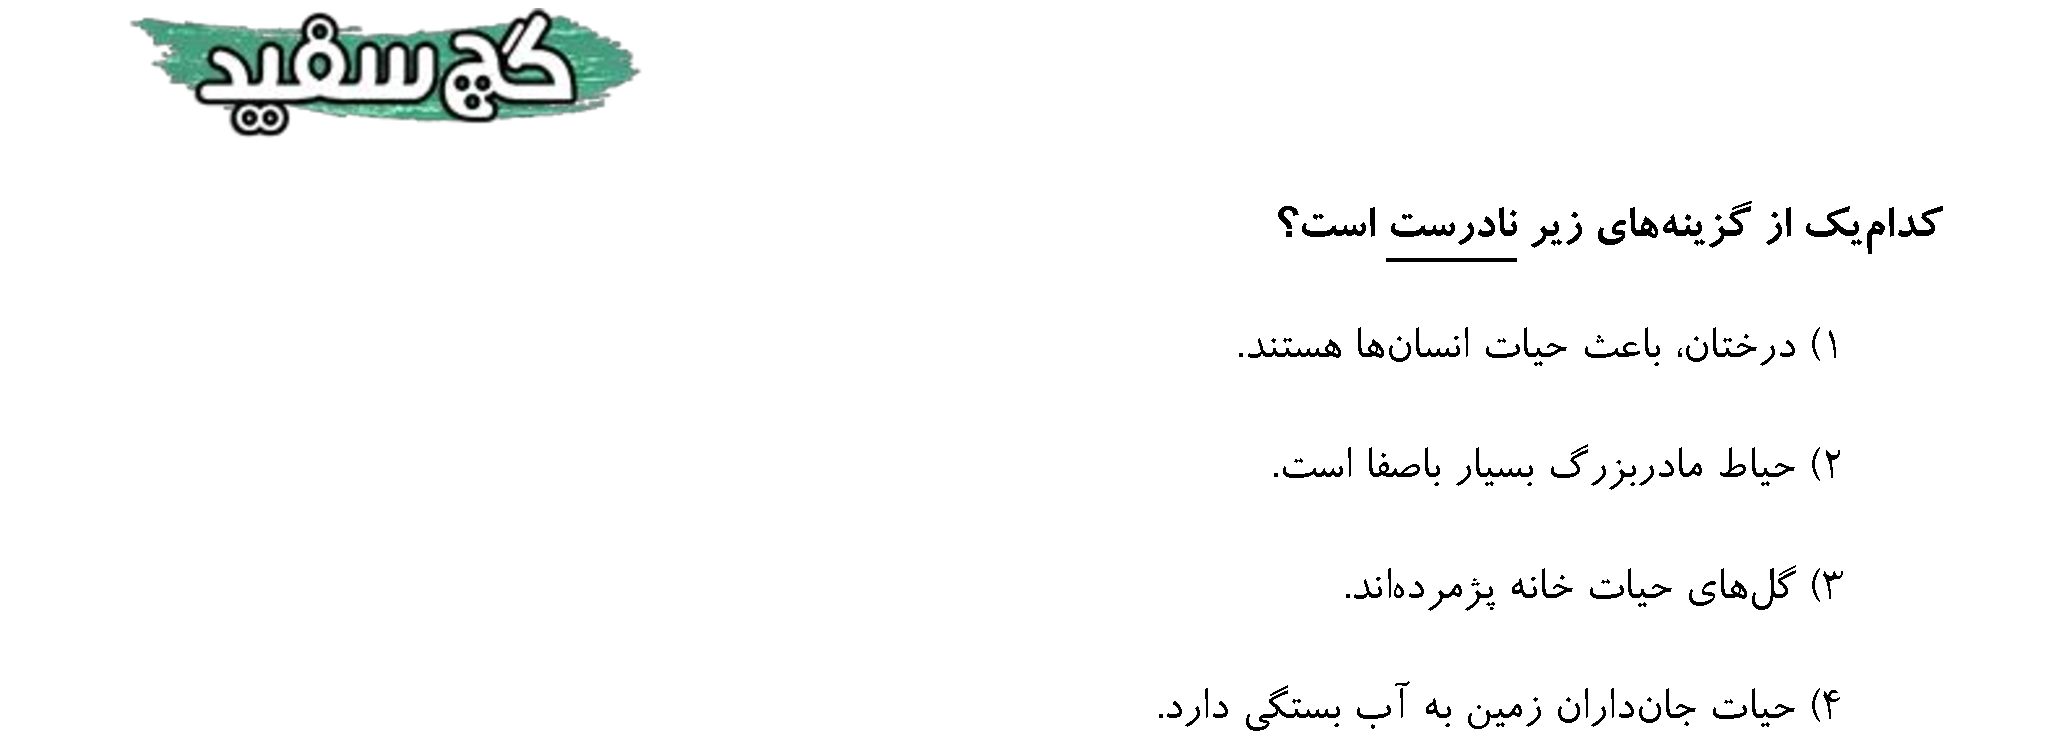 گچ سفید
کدام‌یک از گزینه‌های زیر نادرست است؟
۱) درختان، باعث حیات انسان‌ها هستند.
۲) حیاط مادربزرگ بسیار باصفا است.
۳) گل‌های حیات خانه پژمرده‌اند.
۴) حیات جان‌داران زمین به آب بستگی دارد.